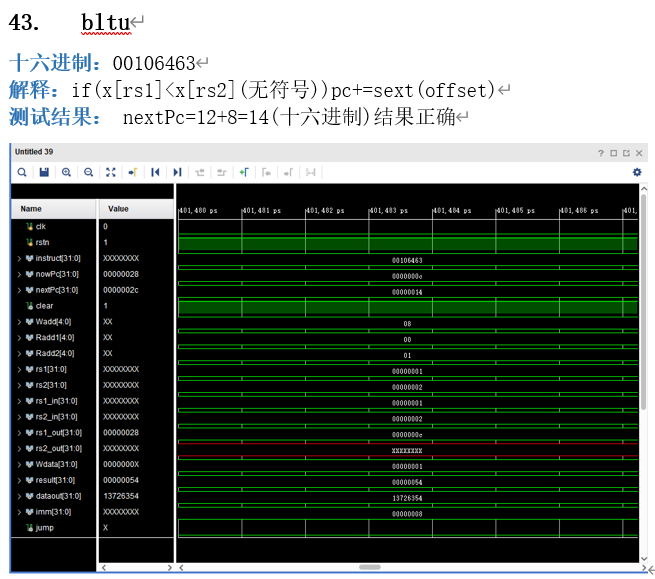 43. bltu
十六进制：00106463
解释：if(x[rs1]<x[rs2](无符号))pc+=sext(offset)
测试结果： nextPc=12+8=14(十六进制)结果正确
Untitled 39
Name Value 401,480 ps 401,481 ps 401,482 ps 401,483 ps 401,484 ps 401,485 ps 401,486 ps 401,
clk 0
rstn 1
instruct[31:0] XXXXXXXX 00106463
nowPc[31:0] 00000028 0000000c
nextPc[31:0] 0000002c 00000014
clear 1
Wadd[4:0] XX 08
Radd1[4:0] XX 00
Radd2[4:0] XX 01
rs1[31:0] XXXXXXXX 00000001
rs2[31:0] XXXXXXXX 00000002
rs1_in[31:0] XXXXXXXX 00000001
rs2_in[31:0] XXXXXXXX 00000002
rs1_out[31:0] 00000028 0000000c
rs2_out[31:0] XXXXXXXX XXXXXXXX
Wdata[31:0] 0000000X 00000001
result[31:0] 00000054 00000054
dataout[31:0] 13726354 13726354
imm[31:0] XXXXXXXX 00000008
jump X